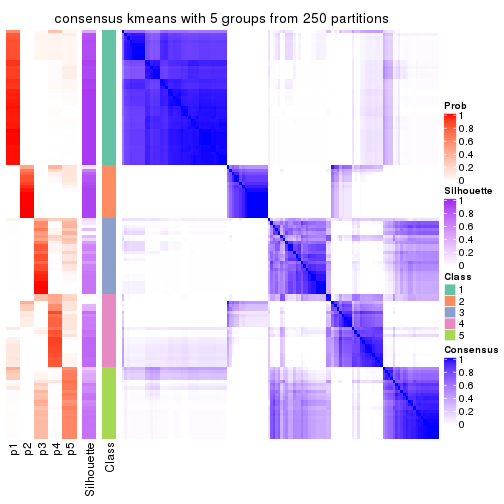 consensus kmeans with 5 groups from 250 partitions
Prob
1
0.8
0.6
0.4
0.2
0
Silhouette
1
0.8
0.6
0.4
0.2
0
Class
1
2
3
4
5
Consensus
1
0.8
0.6
0.4
0.2
0
p1
p2
p3
p4
p5
Silhouette
Class